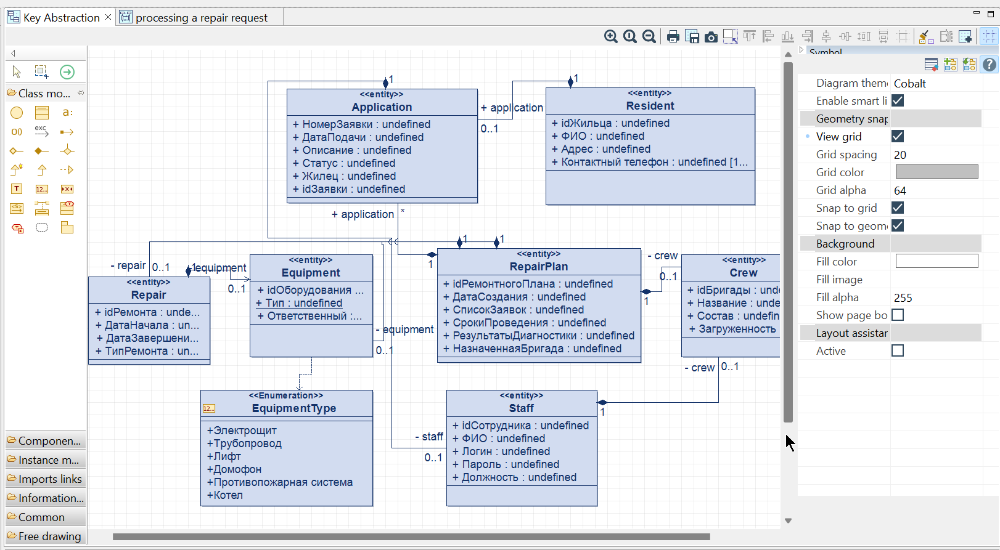 Key Abstraction
processing a repair request
Symbol
Class mo...
a:
O()
exc
T
12...
<S>
Componen...
Instance m...
Imports links
Information...
Common
Free drawing
1
<<entity>>
Application
+ НомерЗаявки : undefined
+ ДатаПодачи : undefined
+ Описание : undefined
+ Статус : undefined
+ Жилец : undefined
+ idЗаявки : undefined
+ application
0..1
1
<<entity>>
Resident
+ idЖильца : undefined
+ ФИО : undefined
+ Адрес : undefined
+ Контактный телефон : undefined [1...
+ application
*
1
1
1
- repair
0..1
1
equipment
0..1
<<entity>>
Repair
+ idРемонта : unde...
+ ДатаНачала : un...
+ ДатаЗавершени...
+ ТипРемонта : un...
<<entity>>
Equipment
+ idОборудования ...
+ Тип : undefined
+ Ответственный :...
- equipment
0..1
<<entity>>
RepairPlan
+ idРемонтногоПлана : undefined
+ ДатаСоздания : undefined
+ СписокЗаявок : undefined
+ СрокиПроведения : undefined
+ РезультатыДиагностики : undefined
+ НазначеннаяБригада : undefined
- crew
0..1
1
<<entity>>
Crew
+ idБригады : unde
+ Название : unde
+ Состав : undefin
+ Загруженность
- crew
0..1
<<Enumeration>>
12...
EquipmentType
+Электрощит
+Трубопровод
+Лифт
+Домофон
+Противопожарная система
+Котел
<<entity>>
Staff
+ idСотрудника : undefined
+ ФИО : undefined
+ Логин : undefined
+ Пароль : undefined
+ Должность : undefined
1
- staff
0..1
Diagram them
Cobalt
Enable smart li
Geometry snap
View grid
Grid spacing
20
Grid color
Grid alpha
64
Snap to grid
Snap to geom
Background
Fill color
Fill image
Fill alpha
255
Show page bo
Layout assistar
Active